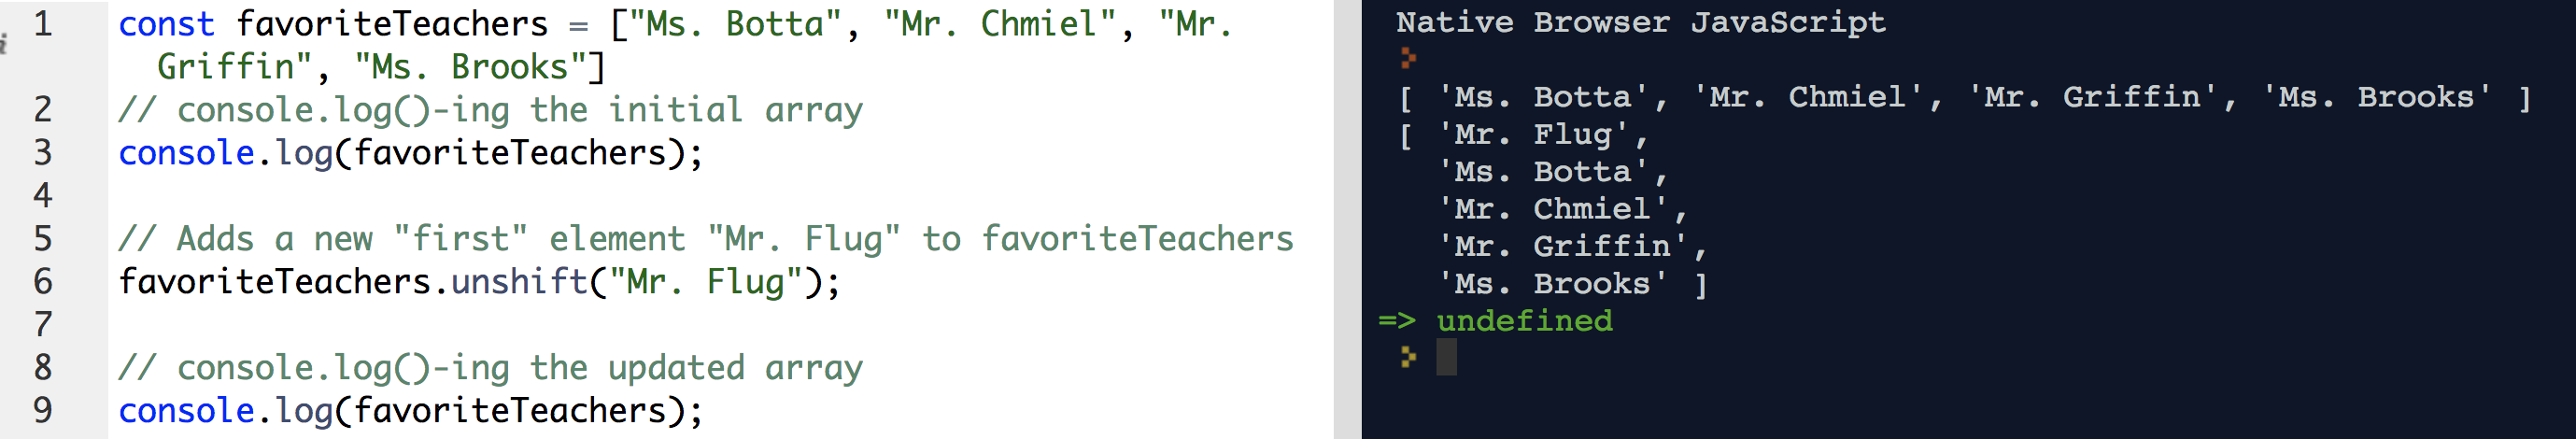 1 const favoriteTeachers = ["Ms. Botta", "Mr. Chmiel", "Mr.
Griffin", "Ms. Brooks"]
2 // console.log()-ing the initial array
3 console.log(favoriteTeachers);
4
5 // Adds a new "first" element "Mr. Flug" to favoriteTeachers
6 favoriteTeachers.unshift("Mr. Flug");
7
8 // console.log()-ing the updated array
9 console.log(favoriteTeachers);
Native Browser JavaScript
[ 'Ms. Botta', 'Mr. Chmiel', 'Mr. Griffin', 'Ms. Brooks' ]
[ 'Mr. Flug',
'Ms. Botta',
'Mr. Chmiel',
'Mr. Griffin',
'Ms. Brooks' ]
=> undefined